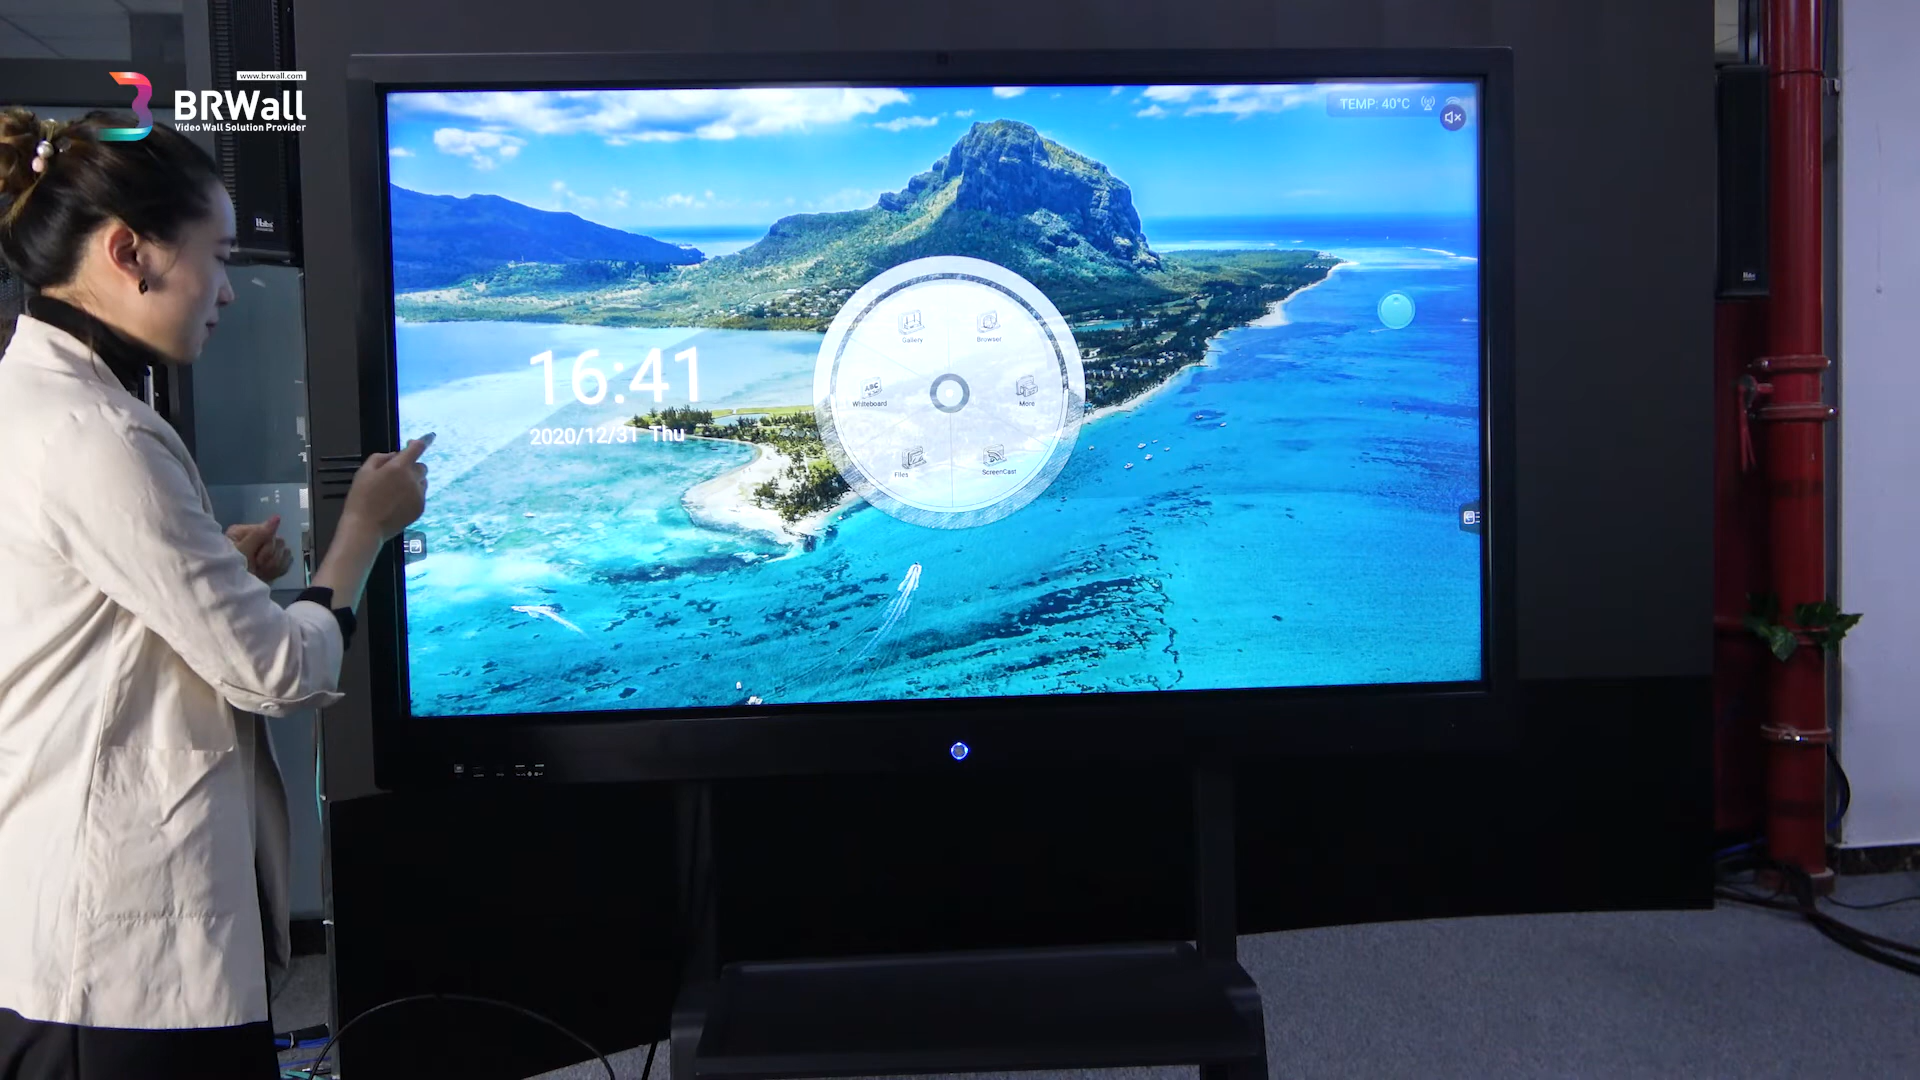 www.brwall.com
BRWall
Video Wall Solution Provider
TEMP: 40°C
Gallery
Browser
16:41
Whiteboard
More
2020/12/31 Thu
Files
ScreenCast